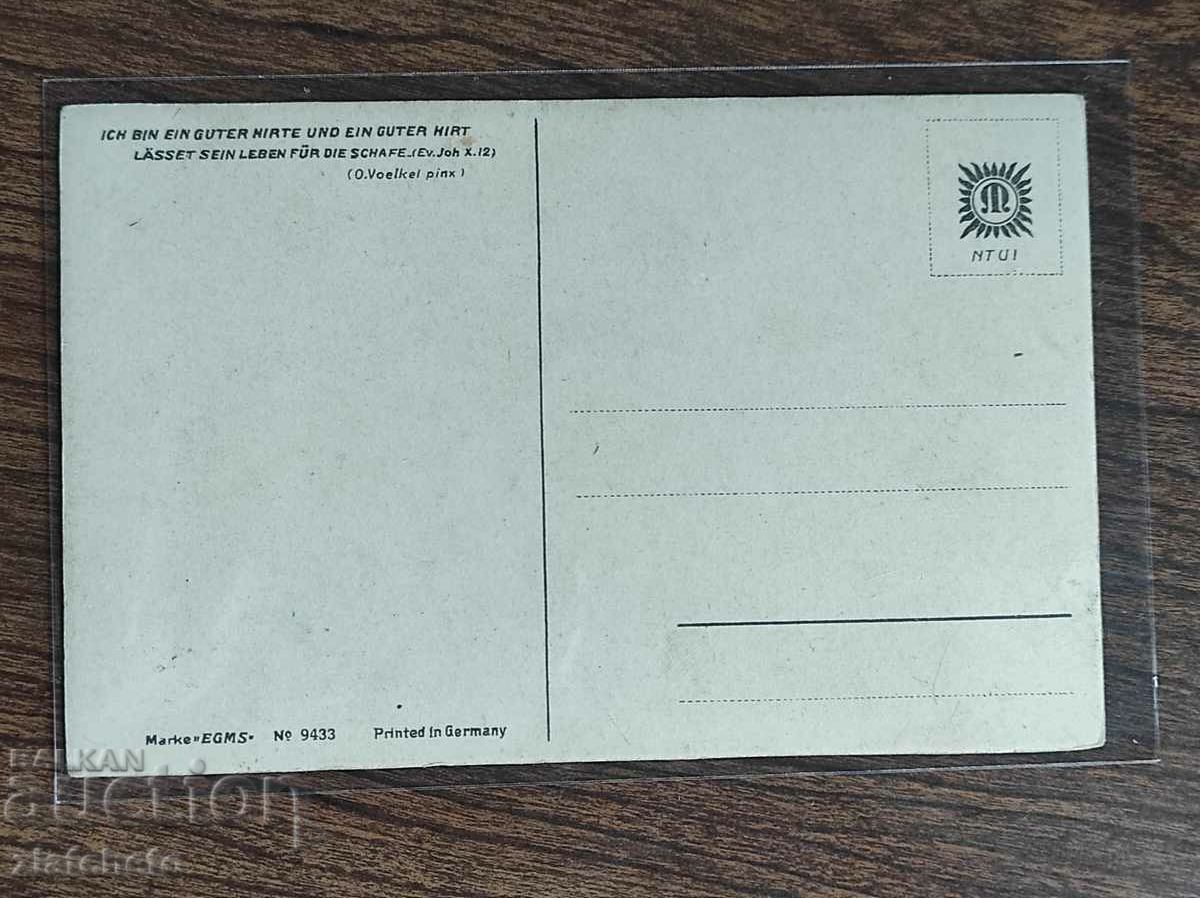 ICH BIN EIN GUTER HIRTE UND EIN GUTER HIRT
LÄSSET SEIN LEBEN FÜR DIE SCHAFE.(Ev.Joh X.12)
(O.Voelkel pinx)
M
NTUI
Marke "EGMS" No 9433 Printed in Germany
BALKAN
auction
zlatcheto